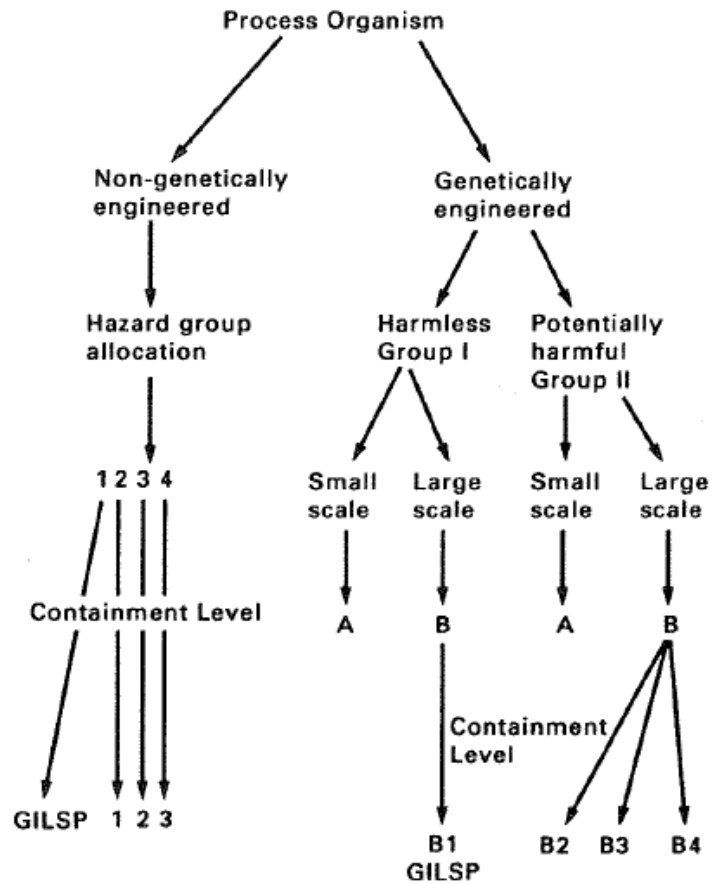 Process Organism
Non-genetically
engineered
Genetically
engineered
Hazard group
allocation
Harmless
Group I
Potentially
harmful
Group II
1 2 3 4
Small
scale
Large
scale
Small
scale
Large
scale
Containment Level
A
B
A
B
Containment
Level
GILSP 1 2 3
B1
GILSP
B2 B3 B4